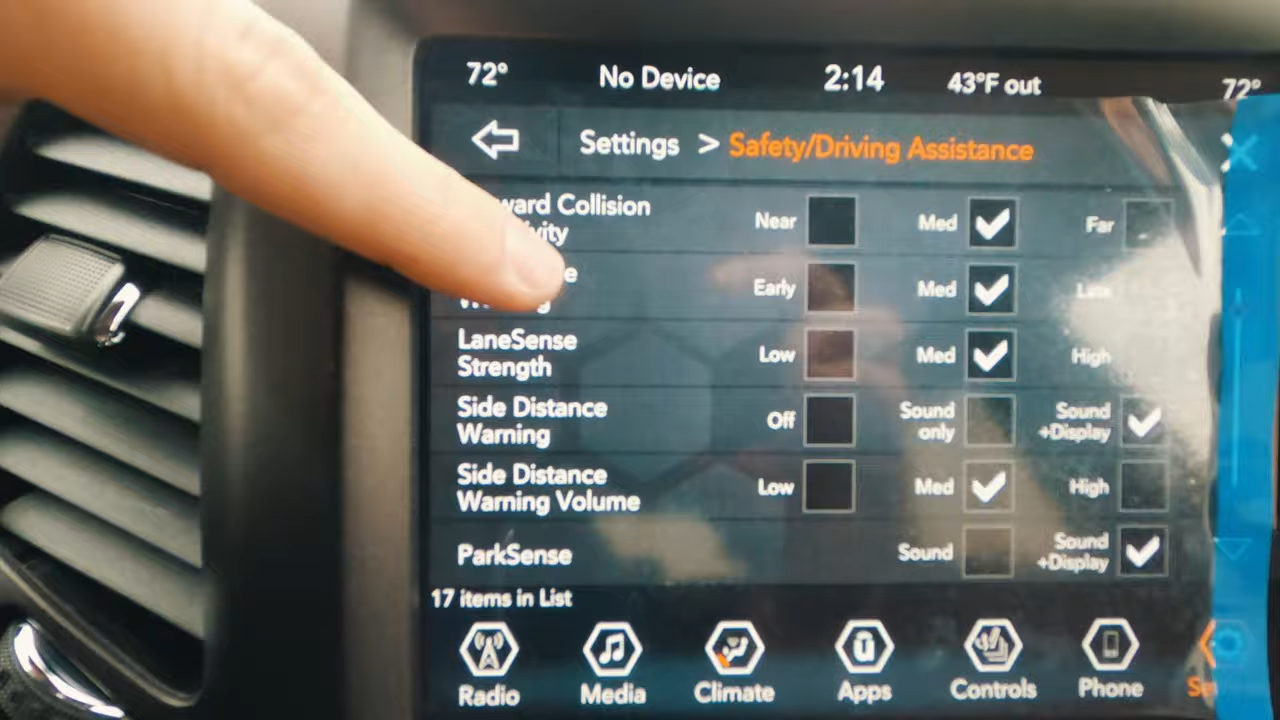 72° No Device 2:14 43°F out 72°
Settings > Safety/Driving Assistance
Collision
Near Med Far
Early Med Late
LaneSense
Strength
Low Med High
Side Distance
Warning
Off Sound only Sound +Display
Side Distance
Warning Volume
Low Med High
ParkSense Sound Sound +Display
17 items in List
Radio Media Climate Apps Controls Phone